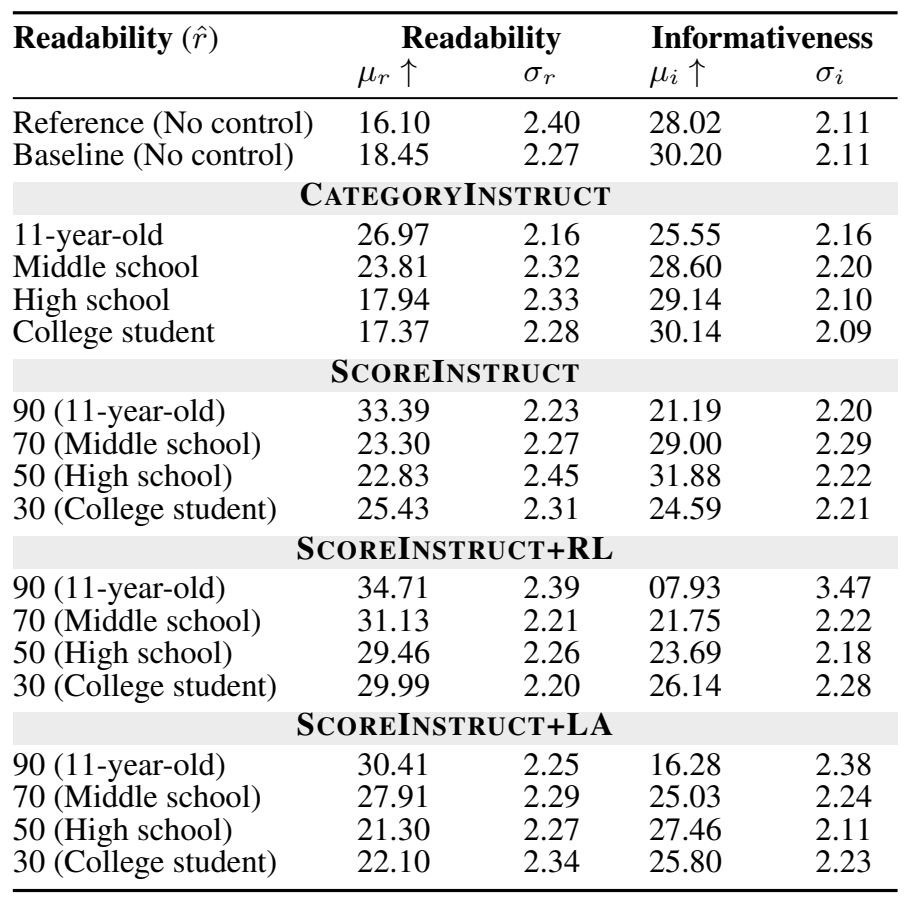 Readability (r̂) Readability Informativeness
μr ↑ σr μi ↑ σi
Reference (No control) 16.10 2.40 28.02 2.11
Baseline (No control) 18.45 2.27 30.20 2.11
CATEGORYINSTRUCT
11-year-old 26.97 2.16 25.55 2.16
Middle school 23.81 2.32 28.60 2.20
High school 17.94 2.33 29.14 2.10
College student 17.37 2.28 30.14 2.09
SCOREINSTRUCT
90 (11-year-old) 33.39 2.23 21.19 2.20
70 (Middle school) 23.30 2.27 29.00 2.29
50 (High school) 22.83 2.45 31.88 2.22
30 (College student) 25.43 2.31 24.59 2.21
SCOREINSTRUCT+RL
90 (11-year-old) 34.71 2.39 07.93 3.47
70 (Middle school) 31.13 2.21 21.75 2.22
50 (High school) 29.46 2.26 23.69 2.18
30 (College student) 29.99 2.20 26.14 2.28
SCOREINSTRUCT+LA
90 (11-year-old) 30.41 2.25 16.28 2.38
70 (Middle school) 27.91 2.29 25.03 2.24
50 (High school) 21.30 2.27 27.46 2.11
30 (College student) 22.10 2.34 25.80 2.23